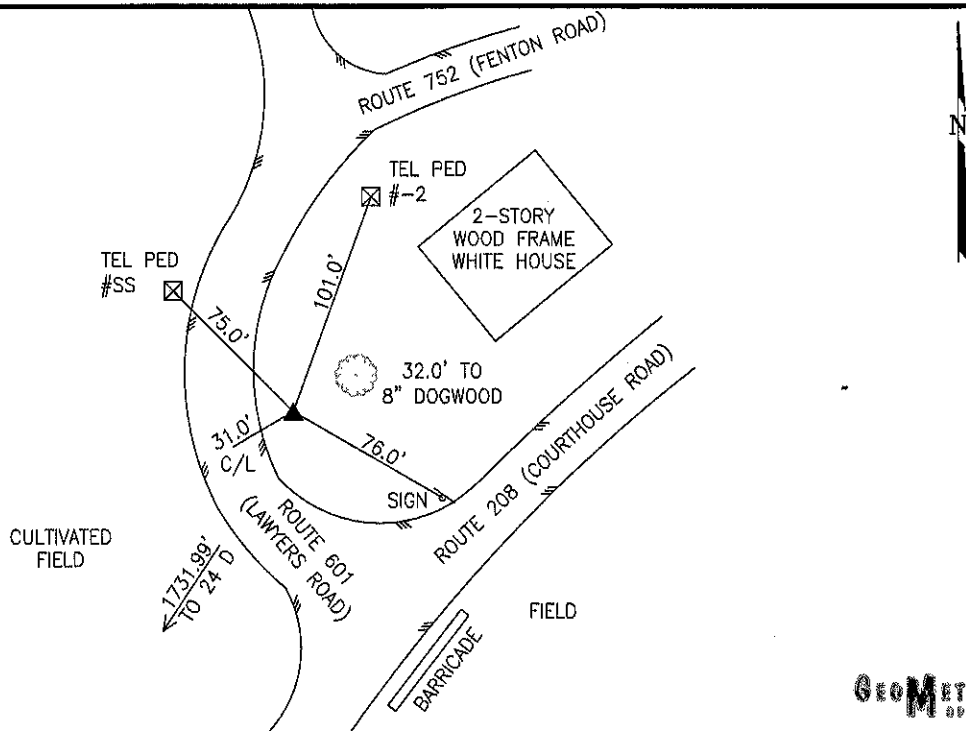 ROUTE 752 (FENTON ROAD)
N
TEL PED
#-2
2-STORY
WOOD FRAME
WHITE HOUSE
TEL PED
#SS
101.0'
75.0'
32.0' TO
8" DOGWOOD
31.0'
C/L
76.0'
SIGN
ROUTE 208 (COURTHOUSE ROAD)
ROUTE 601
(LAWYERS ROAD)
CULTIVATED
FIELD
1731.99'
TO 24 D
FIELD
BARRICADE
GEOMET